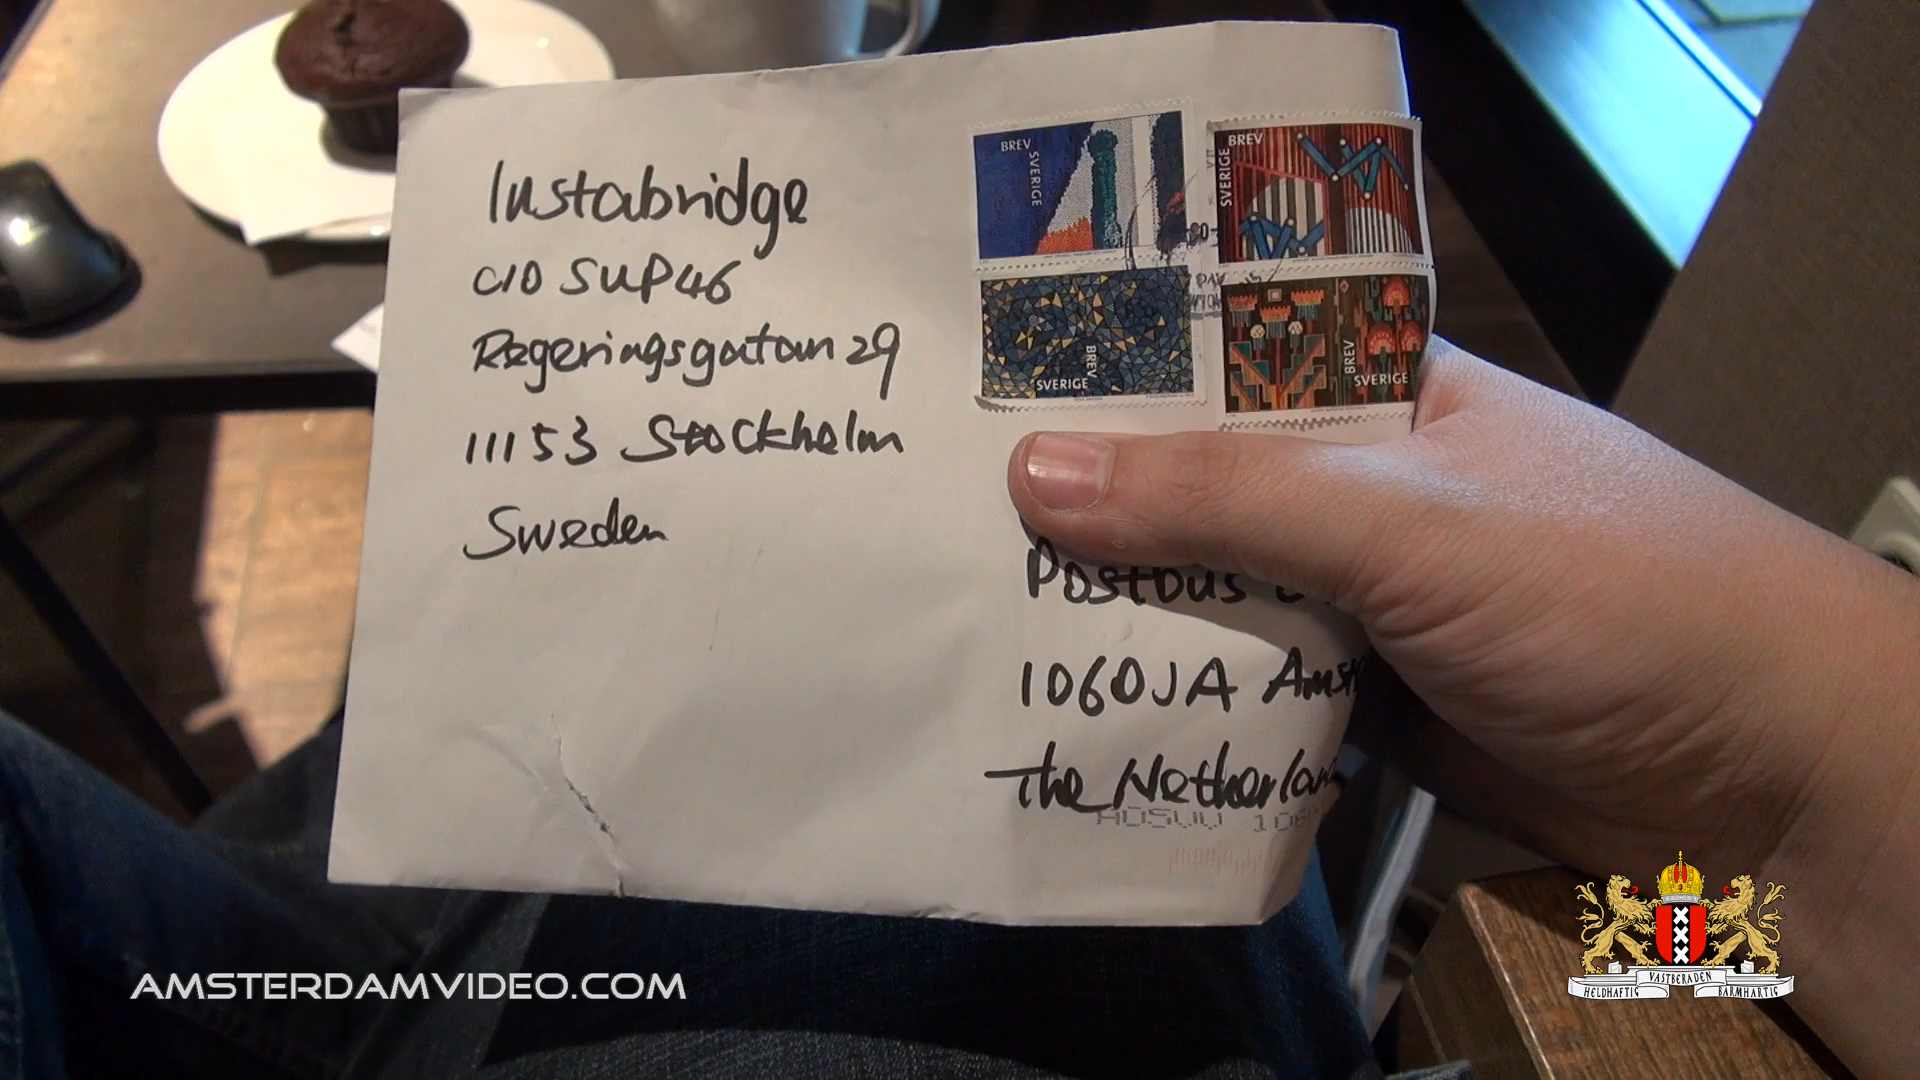 Instabridge
C/O SUP46
Regeringsgatan 29
11153 Stockholm
Sweden
BREV
SVERIGE
BREV
SVERIGE
BREV
SVERIGE
BREV
SVERIGE
Postbus
1060JA
The
AMSTERDAMVIDEO.COM
HELDHAFTIG
VASTBERADEN
BARMHARTIG